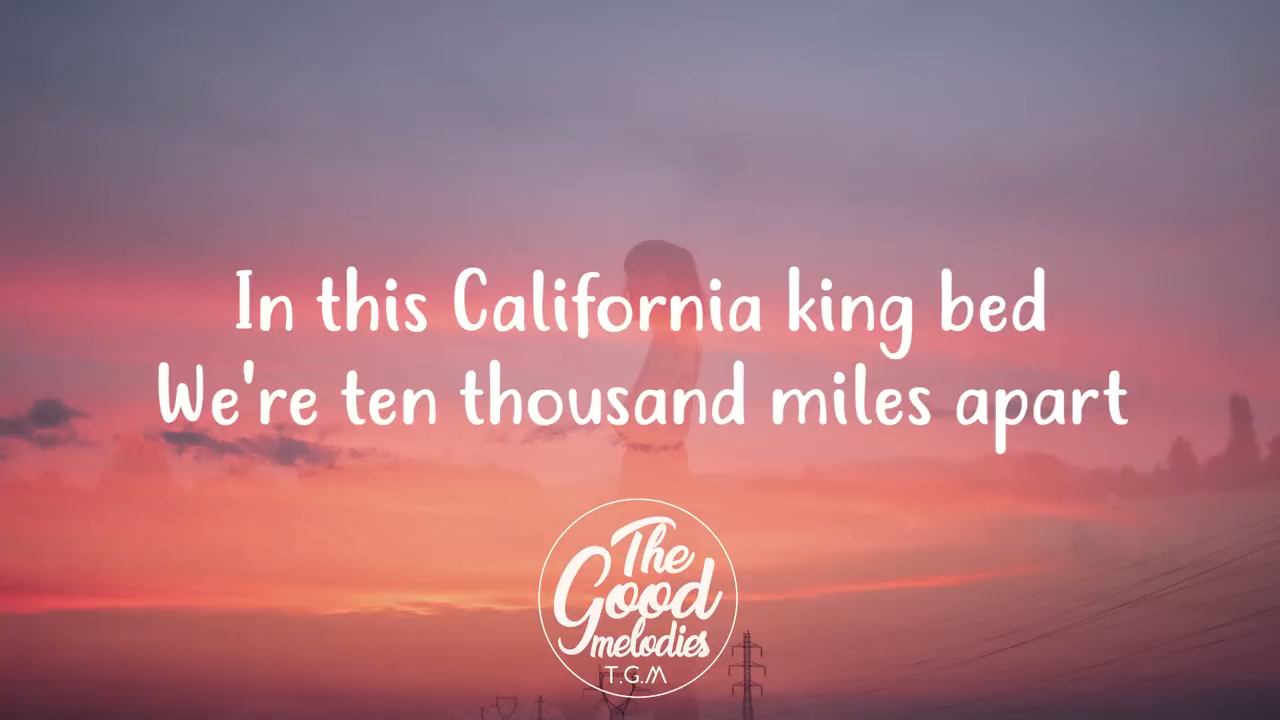 In this California king bed
We're ten thousand miles apart
The
Good
melodies
T.G.M